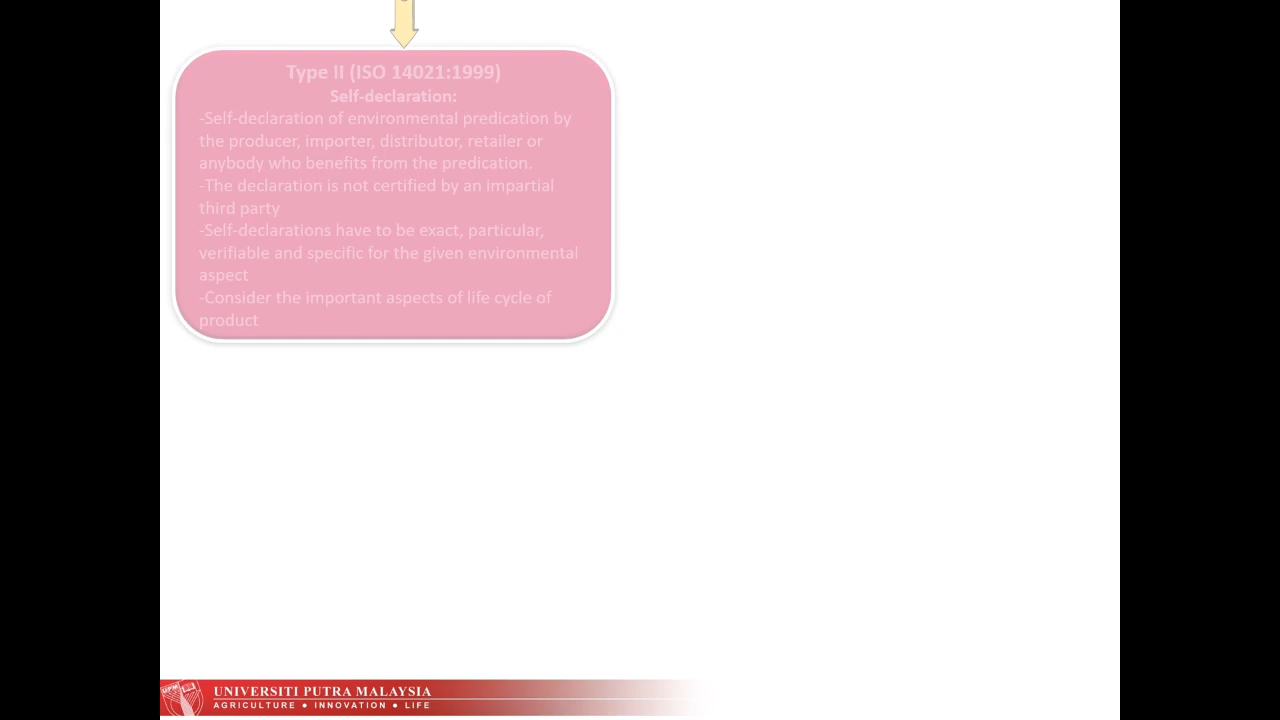 Type II (ISO 14021:1999)
Self-declaration:
-Self-declaration of environmental predication by
the producer, importer, distributor, retailer or
anybody who benefits from the predication.
-The declaration is not certified by an impartial
third party
-Self-declarations have to be exact, particular,
verifiable and specific for the given environmental
aspect
-Consider the important aspects of life cycle of
product
UPM
UNIVERSITI PUTRA MALAYSIA
AGRICULTURE • INNOVATION • LIFE